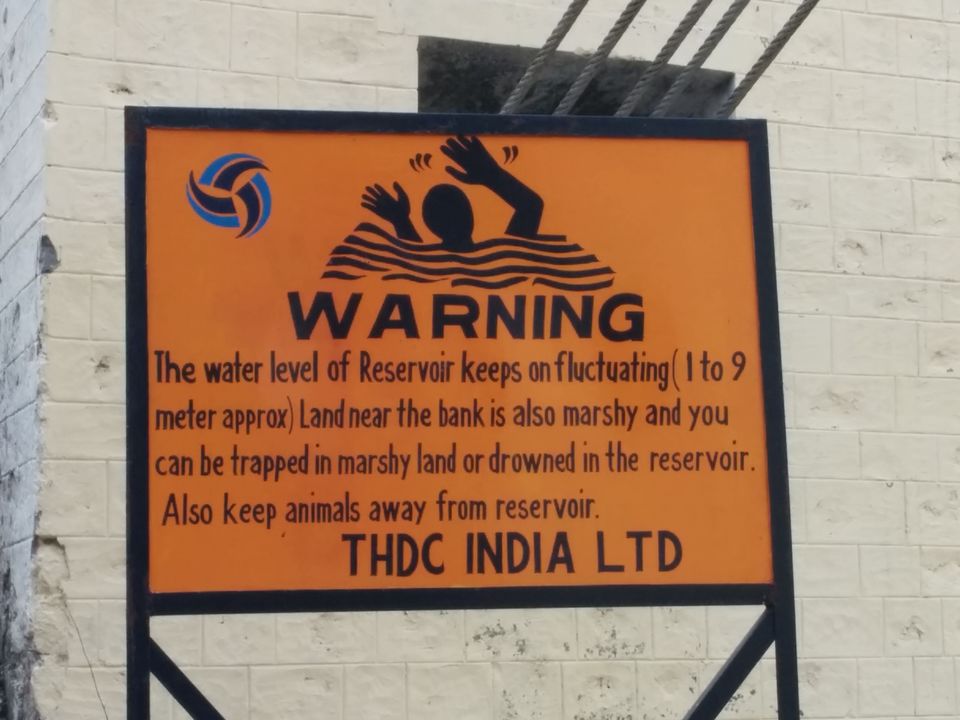 WARNING
The water level of Reservoir keeps on fluctuating (1 to 9
meter approx) Land near the bank is also marshy and you
can be trapped in marshy land or drowned in the reservoir.
Also keep animals away from reservoir.
THDC INDIA LTD